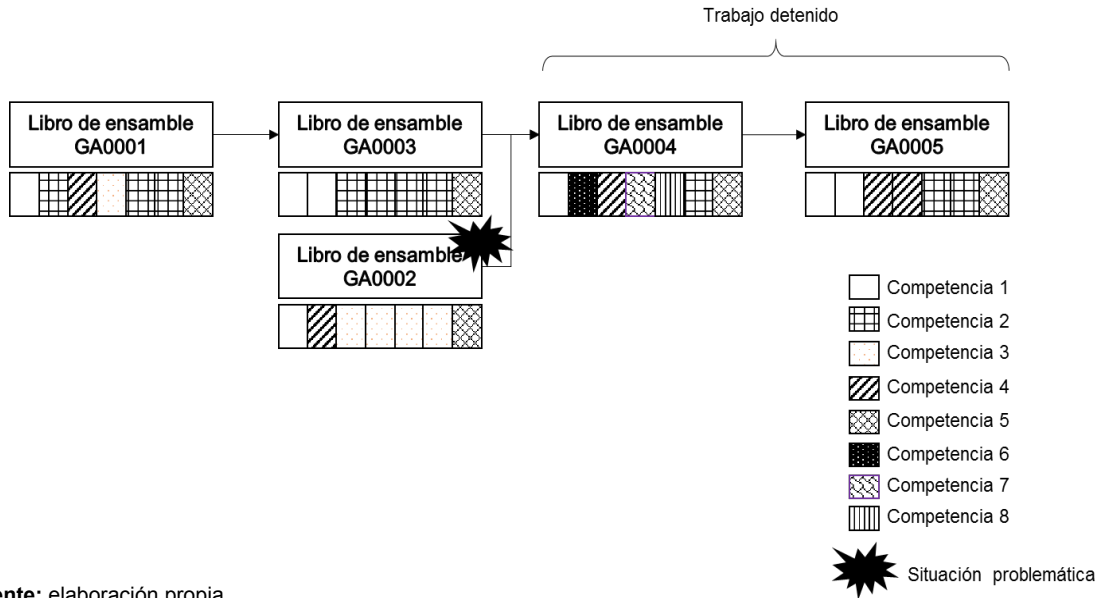 Trabajo detenido
Libro de ensamble
GA0001
Libro de ensamble
GA0003
Libro de ensamble
GA0004
Libro de ensamble
GA0005
Libro de ensamble
GA0002
Competencia 1
Competencia 2
Competencia 3
Competencia 4
Competencia 5
Competencia 6
Competencia 7
Competencia 8
Situación problemática
ente: elaboración propia